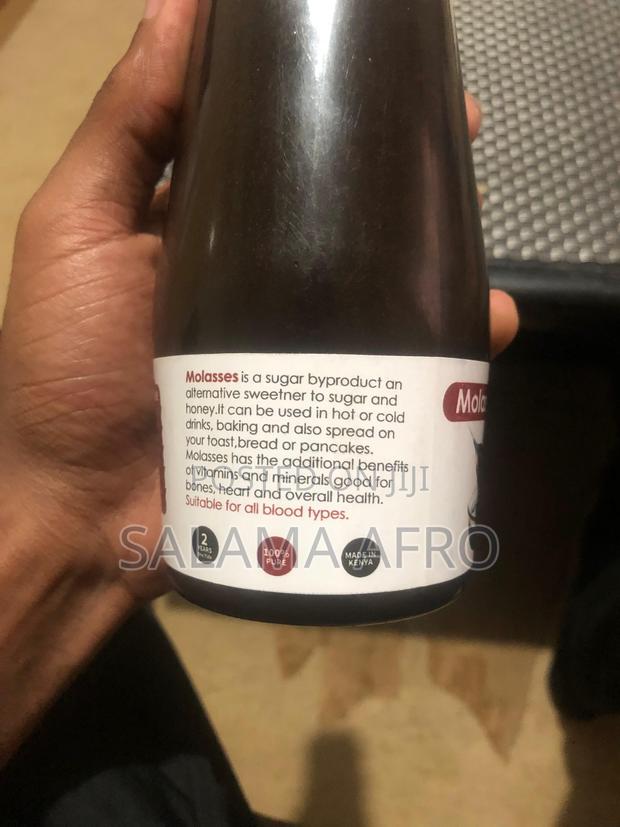 Molasses is a sugar byproduct an
alternative sweetner to sugar and
honey.It can be used in hot or cold
drinks, baking and also spread on
your toast,bread or pancakes.
Molasses has the additional benefits
of vitamins and minerals good for
bones, heart and overall health.
Suitable for all blood types.
2
YEARS
100%
PURE
MADE IN
KENYA
POSTED ON JIJI
SALAMA AFRO